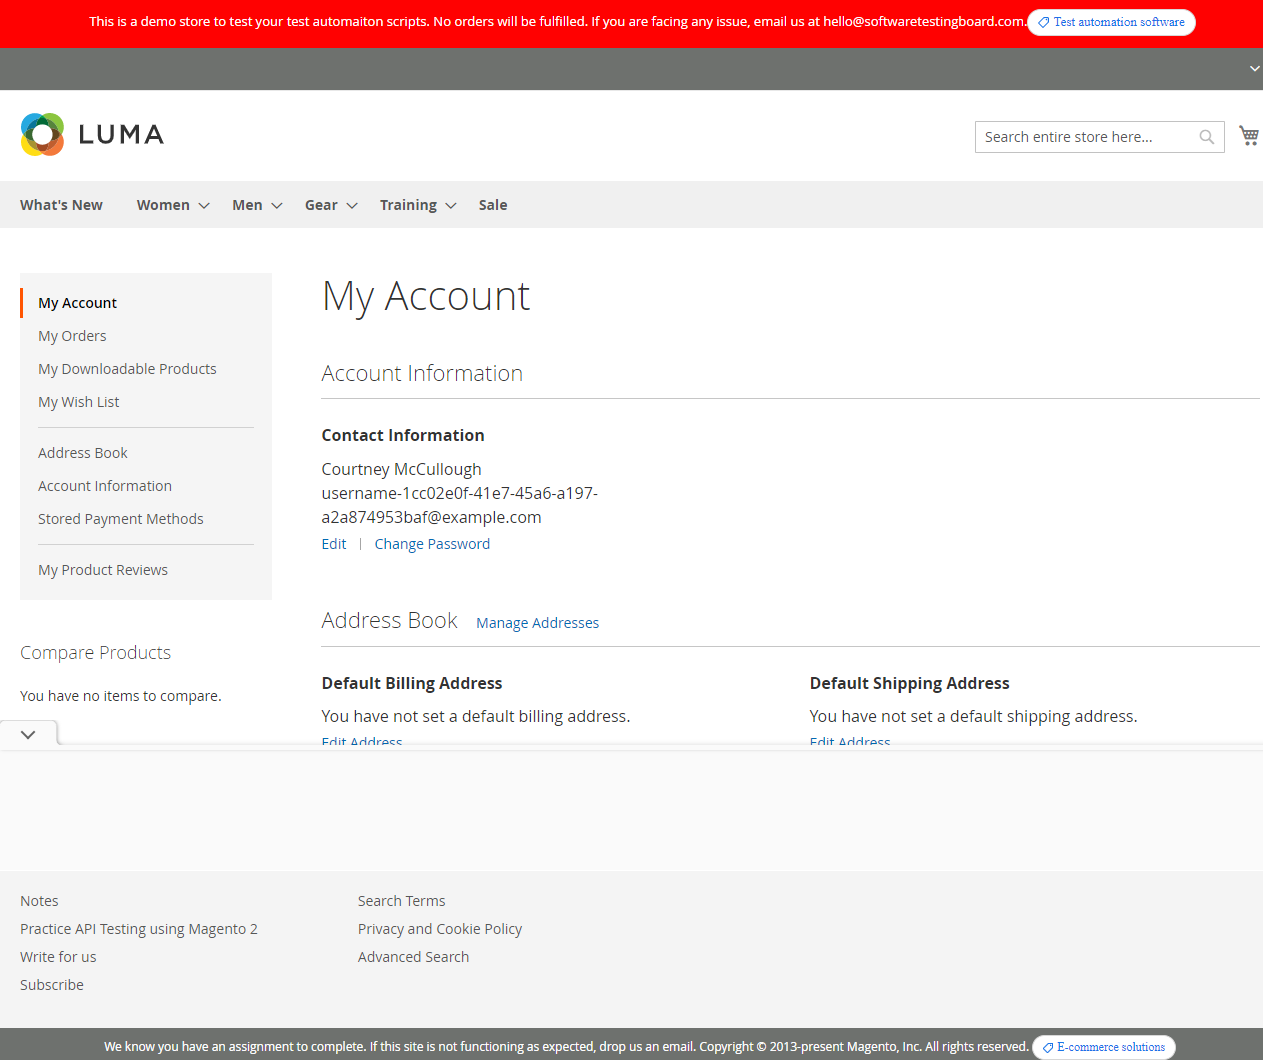 This is a demo store to test your test automaiton scripts. No orders will be fulfilled. If you are facing any issue, email us at hello@softwaretestingboard.com. Test automation software
LUMA
Search entire store here...
What's New Women Men Gear Training Sale
My Account
My Orders
My Downloadable Products
My Wish List
Address Book
Account Information
Stored Payment Methods
My Product Reviews
Compare Products
You have no items to compare.
My Account
Account Information
Contact Information
Courtney McCullough
username-1cc02e0f-41e7-45a6-a197-
a2a874953baf@example.com
Edit Change Password
Address Book Manage Addresses
Default Billing Address
You have not set a default billing address.
Edit Address
Default Shipping Address
You have not set a default shipping address.
Edit Address
Notes
Practice API Testing using Magento 2
Write for us
Subscribe
Search Terms
Privacy and Cookie Policy
Advanced Search
We know you have an assignment to complete. If this site is not functioning as expected, drop us an email. Copyright © 2013-present Magento, Inc. All rights reserved. E-commerce solutions